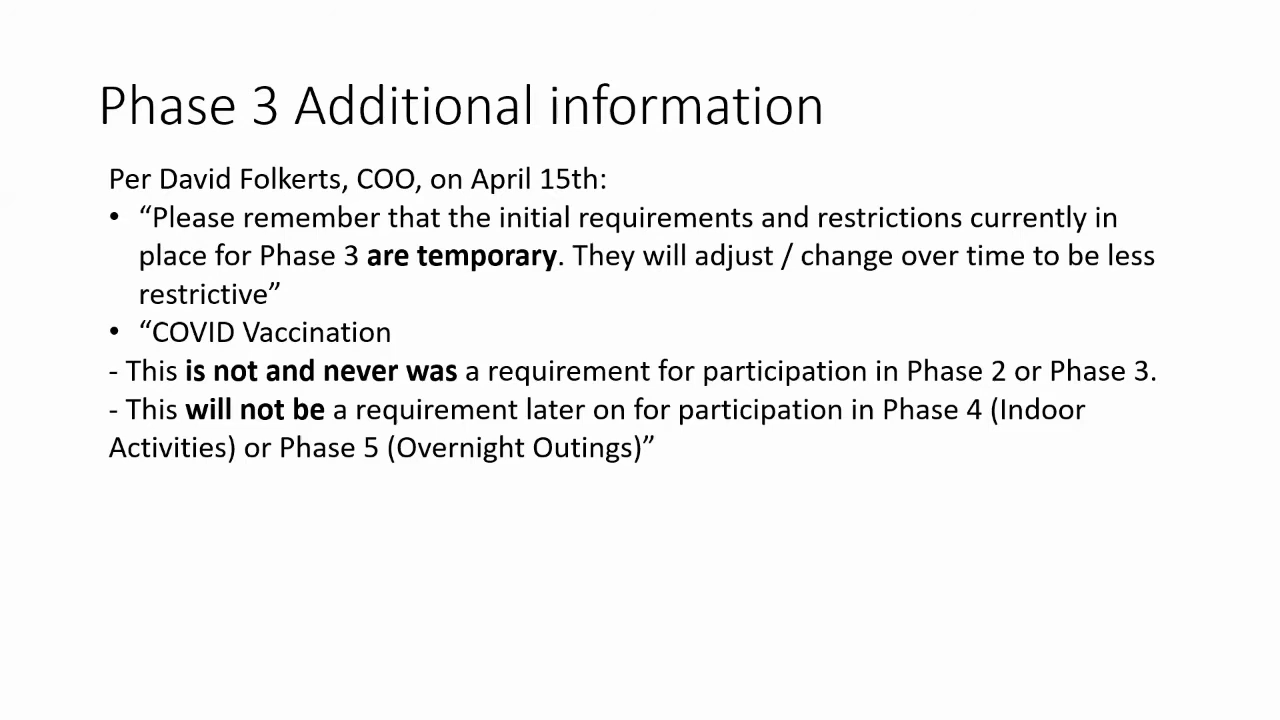 Phase 3 Additional information
Per David Folkerts, COO, on April 15th:
• “Please remember that the initial requirements and restrictions currently in
place for Phase 3 are temporary. They will adjust / change over time to be less
restrictive”
• “COVID Vaccination
- This is not and never was a requirement for participation in Phase 2 or Phase 3.
- This will not be a requirement later on for participation in Phase 4 (Indoor
Activities) or Phase 5 (Overnight Outings)”